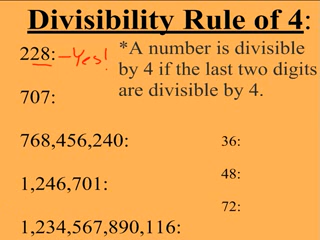 Divisibility Rule of 4:
228: -Yes!
*A number is divisible
by 4 if the last two digits
are divisible by 4.
707:
768,456,240:
36:
1,246,701:
48:
72:
1,234,567,890,116: